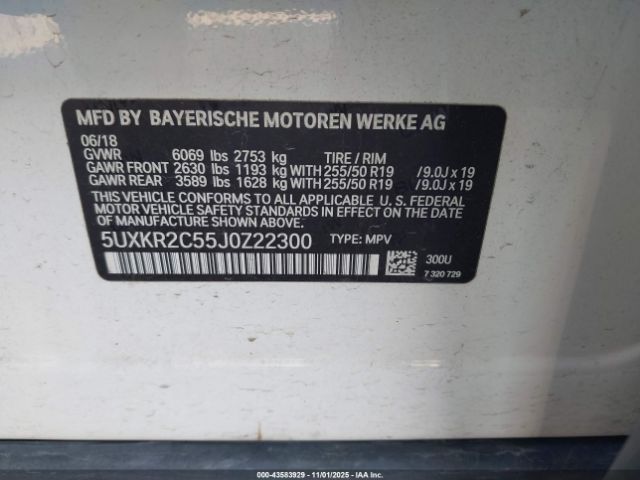 MFD BY BAYERISCHE MOTOREN WERKE AG
06/18
GVWR 6069 lbs 2753 kg TIRE / RIM
GAWR FRONT 2630 lbs 1193 kg WITH 255/50 R19 /9.0J x 19
GAWR REAR 3589 lbs 1628 kg WITH 255/50 R19 /9.0J x 19
THIS VEHICLE CONFORMS TO ALL APPLICABLE U. S. FEDERAL
MOTOR VEHICLE SAFETY STANDARDS IN EFFECT ON THE DATE
OF MANUFACTURE SHOWN ABOVE.
5UXKR2C55J0Z22300 TYPE: MPV
300U
7 320 729
000-43583929 - 11/01/2025 - IAAI.COM